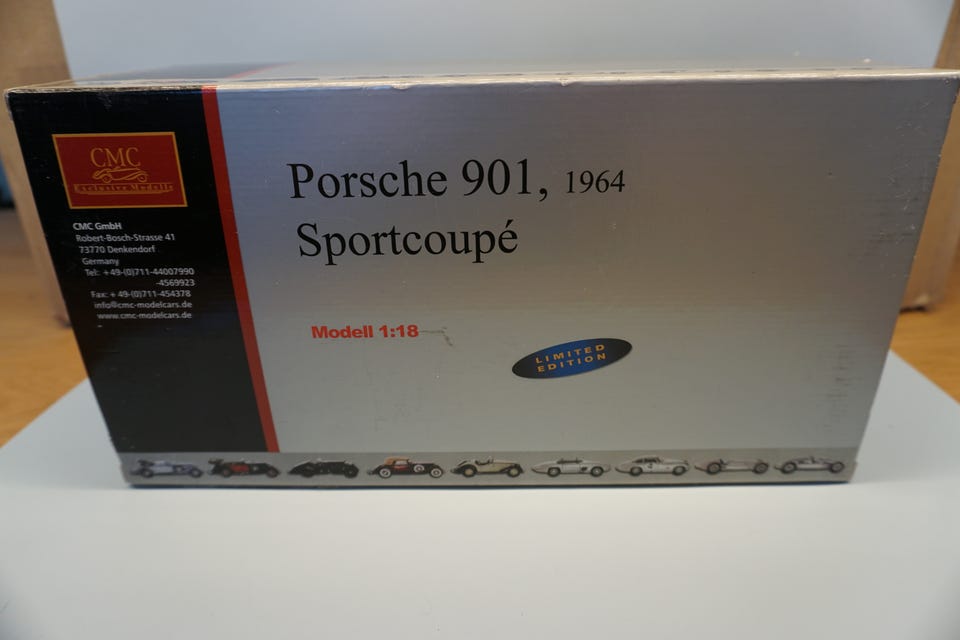 CMC
Exclusive Modelle
CMC GmbH
Robert-Bosch-Strasse 41
73770 Denkendorf
Germany
Tel: +49-(0)711-44007990
-4569923
Fax: + 49-(0)711-454378
info@cmc-modelcars.de
www.cmc-modelcars.de
Porsche 901, 1964
Sportcoupé
Modell 1:18
LIMITED
EDITION